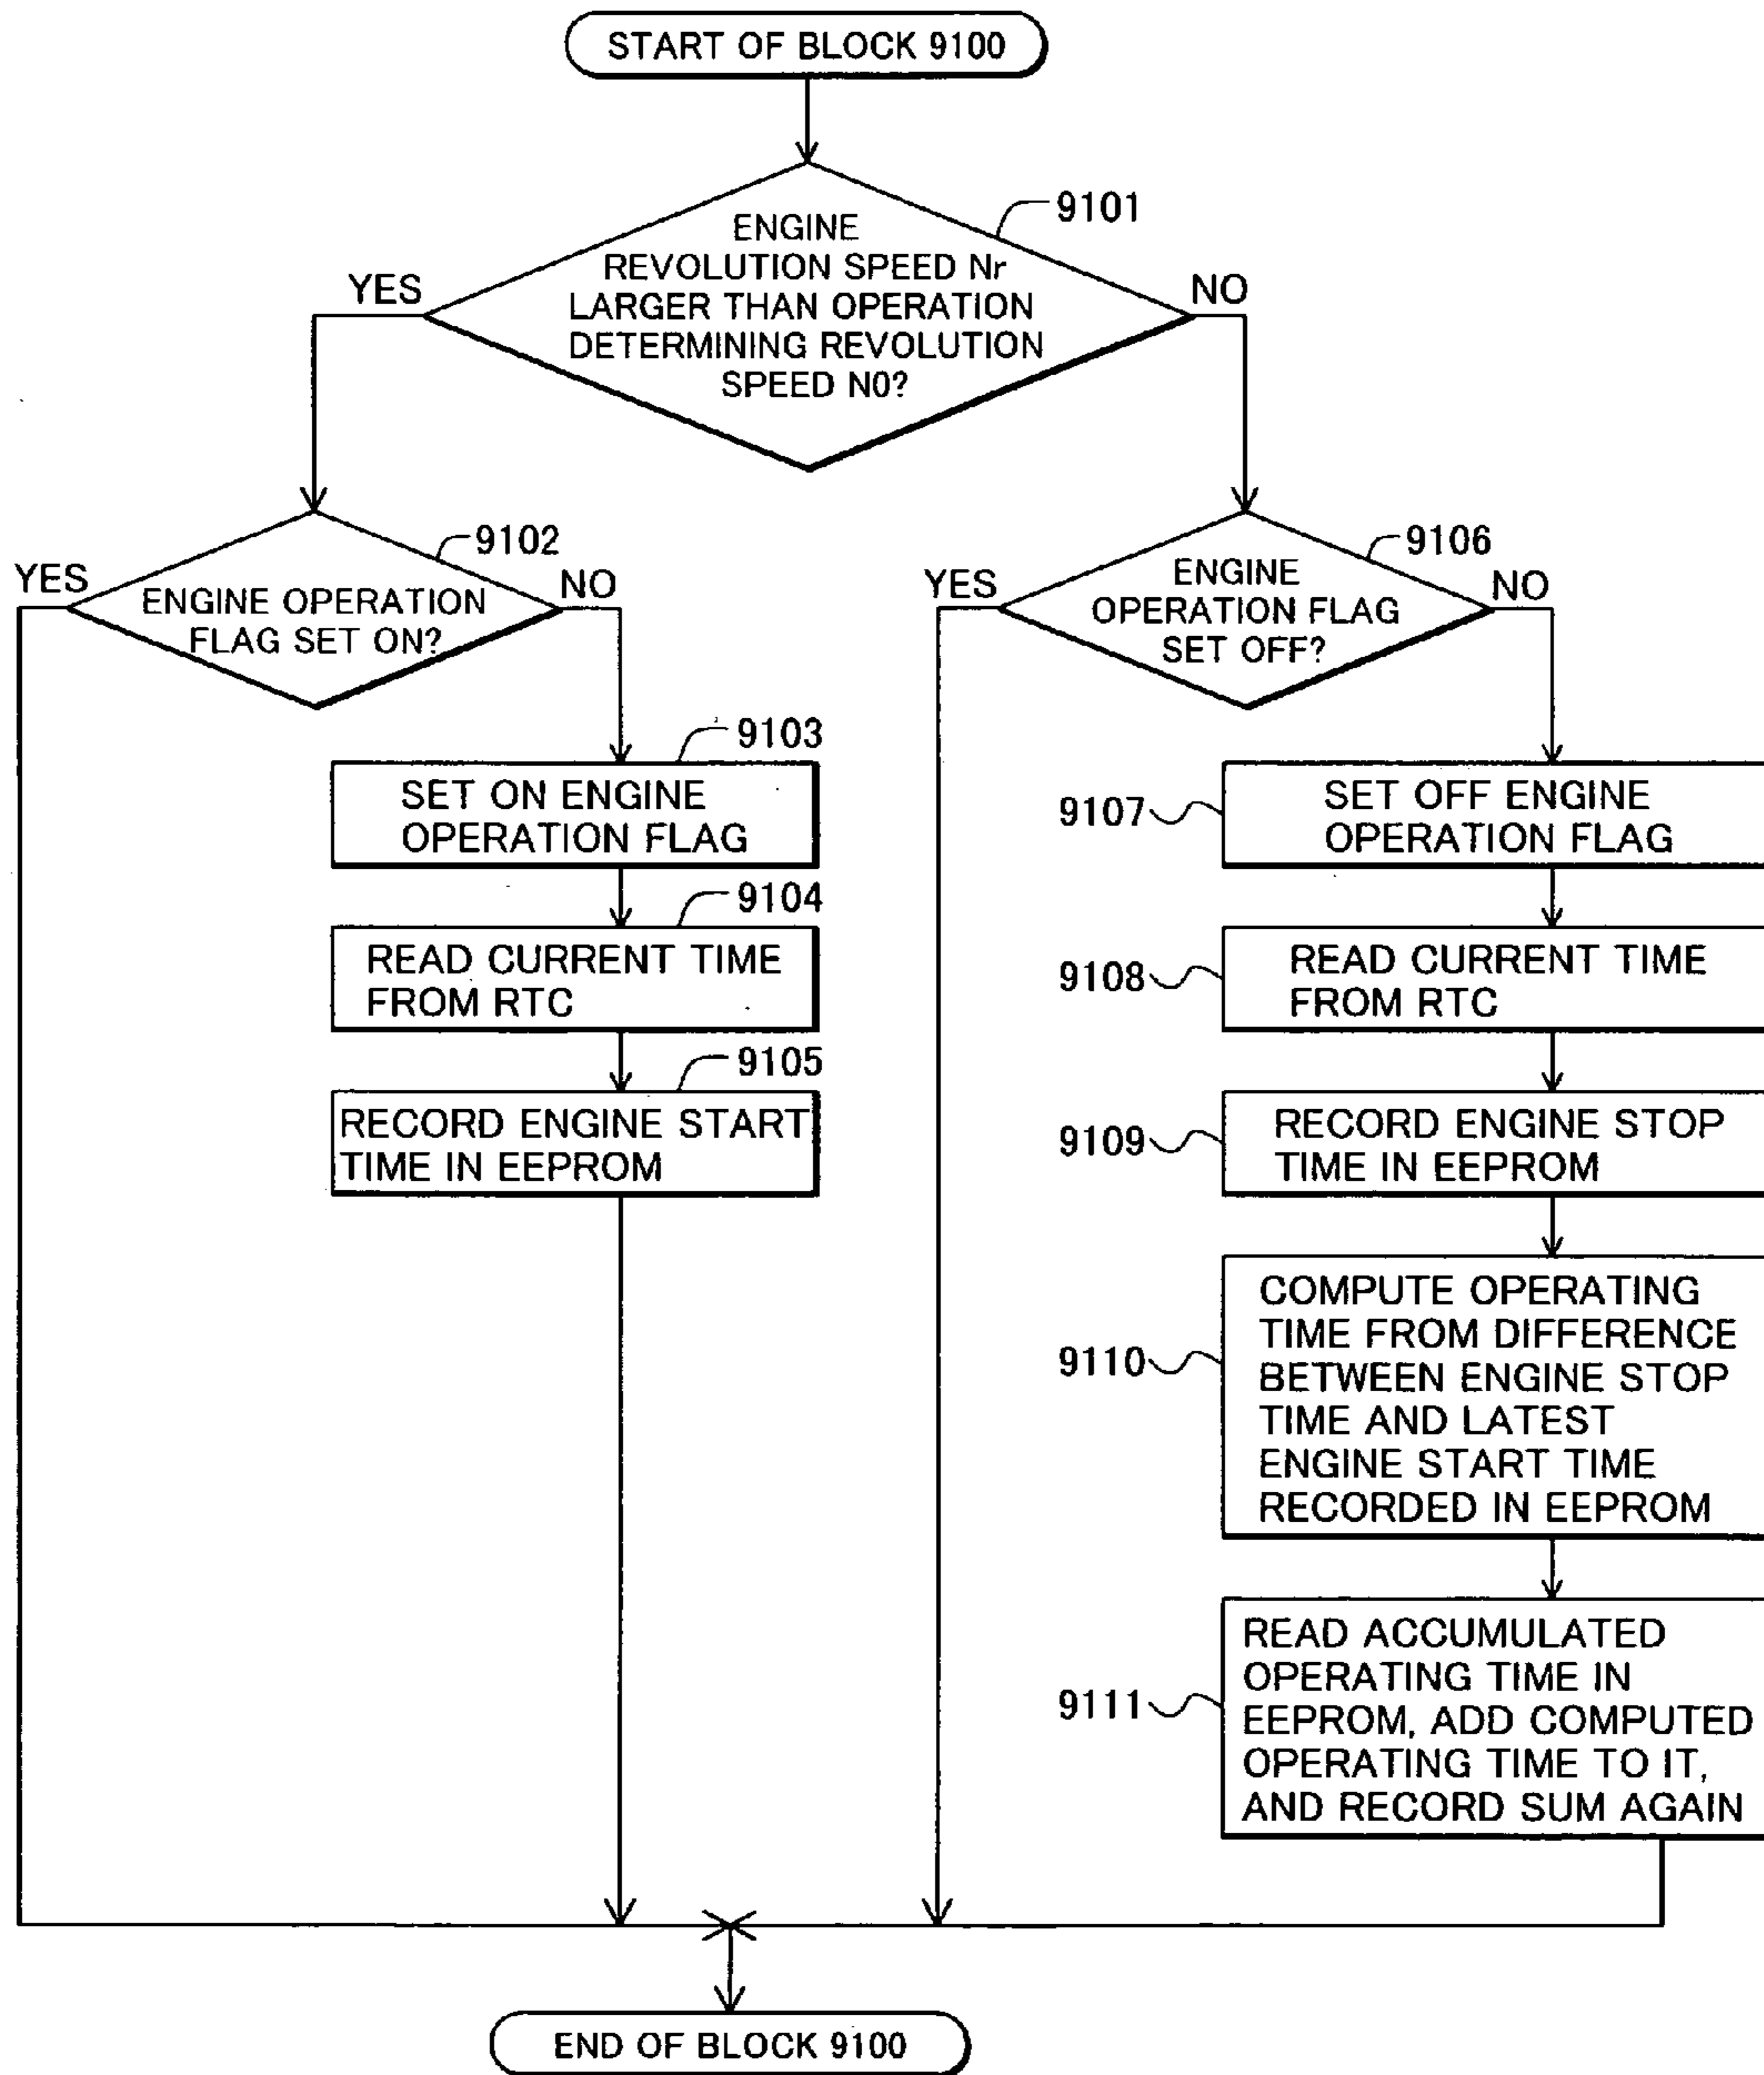 START OF BLOCK 9100
9101
ENGINE
REVOLUTION SPEED Nr
LARGER THAN OPERATION
DETERMINING REVOLUTION
SPEED N0?
YES
NO
9102
YES
ENGINE OPERATION
FLAG SET ON?
NO
9106
YES
ENGINE
OPERATION FLAG
SET OFF?
NO
9103
SET ON ENGINE
OPERATION FLAG
9104
READ CURRENT TIME
FROM RTC
9105
RECORD ENGINE START
TIME IN EEPROM
9107
SET OFF ENGINE
OPERATION FLAG
9108
READ CURRENT TIME
FROM RTC
9109
RECORD ENGINE STOP
TIME IN EEPROM
9110
COMPUTE OPERATING
TIME FROM DIFFERENCE
BETWEEN ENGINE STOP
TIME AND LATEST
ENGINE START TIME
RECORDED IN EEPROM
9111
READ ACCUMULATED
OPERATING TIME IN
EEPROM, ADD COMPUTED
OPERATING TIME TO IT,
AND RECORD SUM AGAIN
END OF BLOCK 9100